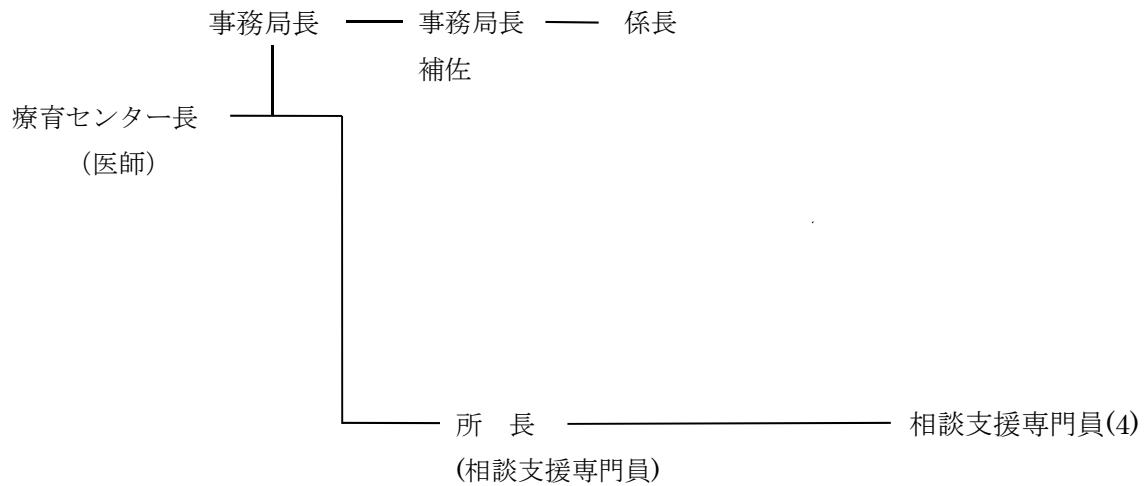 事務局長 事務局長 係長
補佐
療育センター長
（医師）
所　長 相談支援専門員(4)
(相談支援専門員)